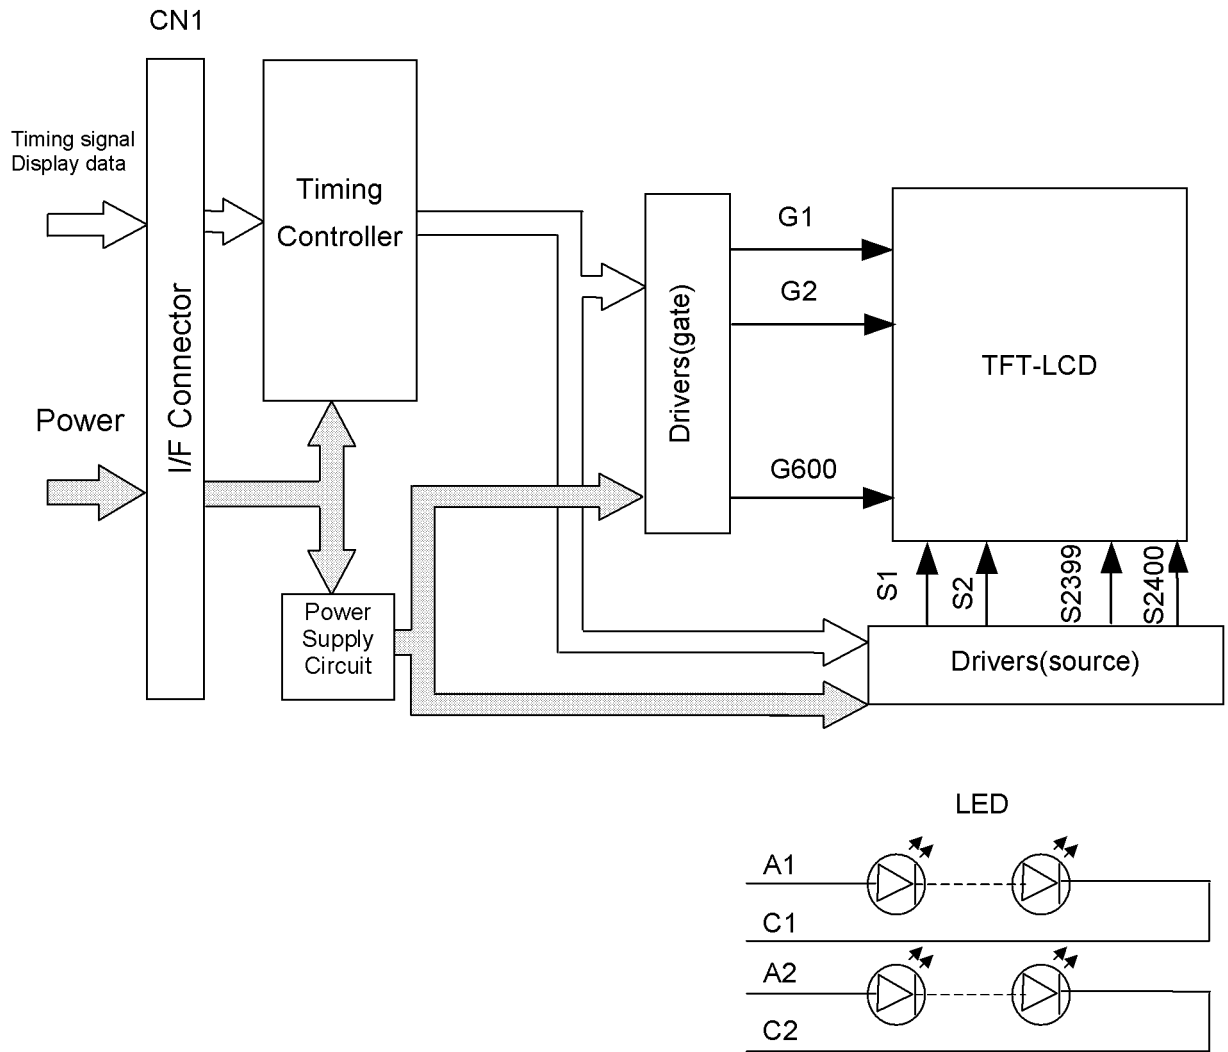 CN1
Timing signal
Display data
Power
I/F Connector
Timing
Controller
Power
Supply
Circuit
Drivers(gate)
G1
G2
G600
TFT-LCD
S1
S2
S2399
S2400
Drivers(source)
LED
A1
C1
A2
C2